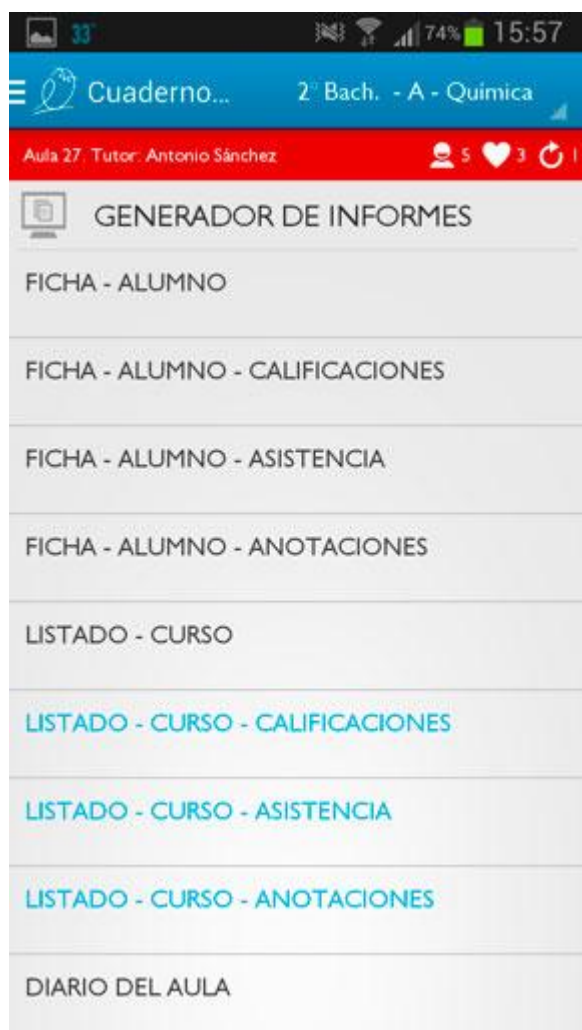 33° 74% 15:57
Cuaderno... 2º Bach. - A - Química
Aula 27. Tutor: Antonio Sánchez 5 3 1
GENERADOR DE INFORMES
FICHA - ALUMNO
FICHA - ALUMNO - CALIFICACIONES
FICHA - ALUMNO - ASISTENCIA
FICHA - ALUMNO - ANOTACIONES
LISTADO - CURSO
LISTADO - CURSO - CALIFICACIONES
LISTADO - CURSO - ASISTENCIA
LISTADO - CURSO - ANOTACIONES
DIARIO DEL AULA